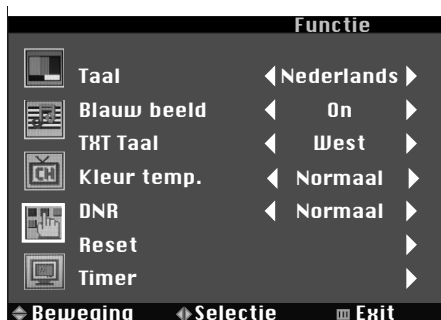 Functie
Taal Nederlands
Blauw beeld On
TXT Taal West
CH Kleur temp. Normaal
DNR Normaal
Reset
Timer
Beweging Selectie Exit